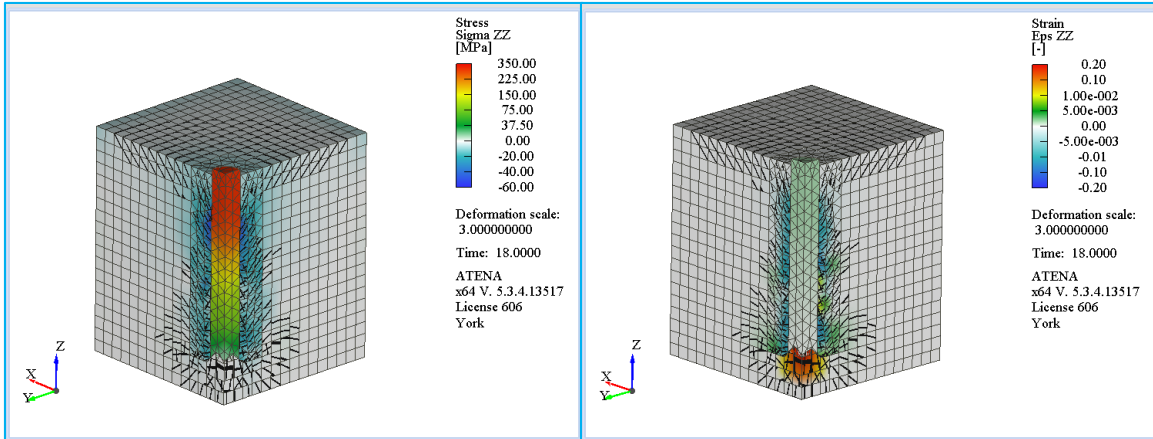 Stress
Sigma ZZ
[MPa]
350.00
225.00
150.00
75.00
37.50
0.00
-20.00
-40.00
-60.00
Deformation scale:
3.000000000
Time: 18.0000
ATENA
x64 V. 5.3.4.13517
License 606
York
Z
X
Y
Strain
Eps ZZ
[-]
0.20
0.10
1.00e-002
5.00e-003
0.00
-5.00e-003
-0.01
-0.10
-0.20
Deformation scale:
3.000000000
Time: 18.0000
ATENA
x64 V. 5.3.4.13517
License 606
York
Z
X
Y